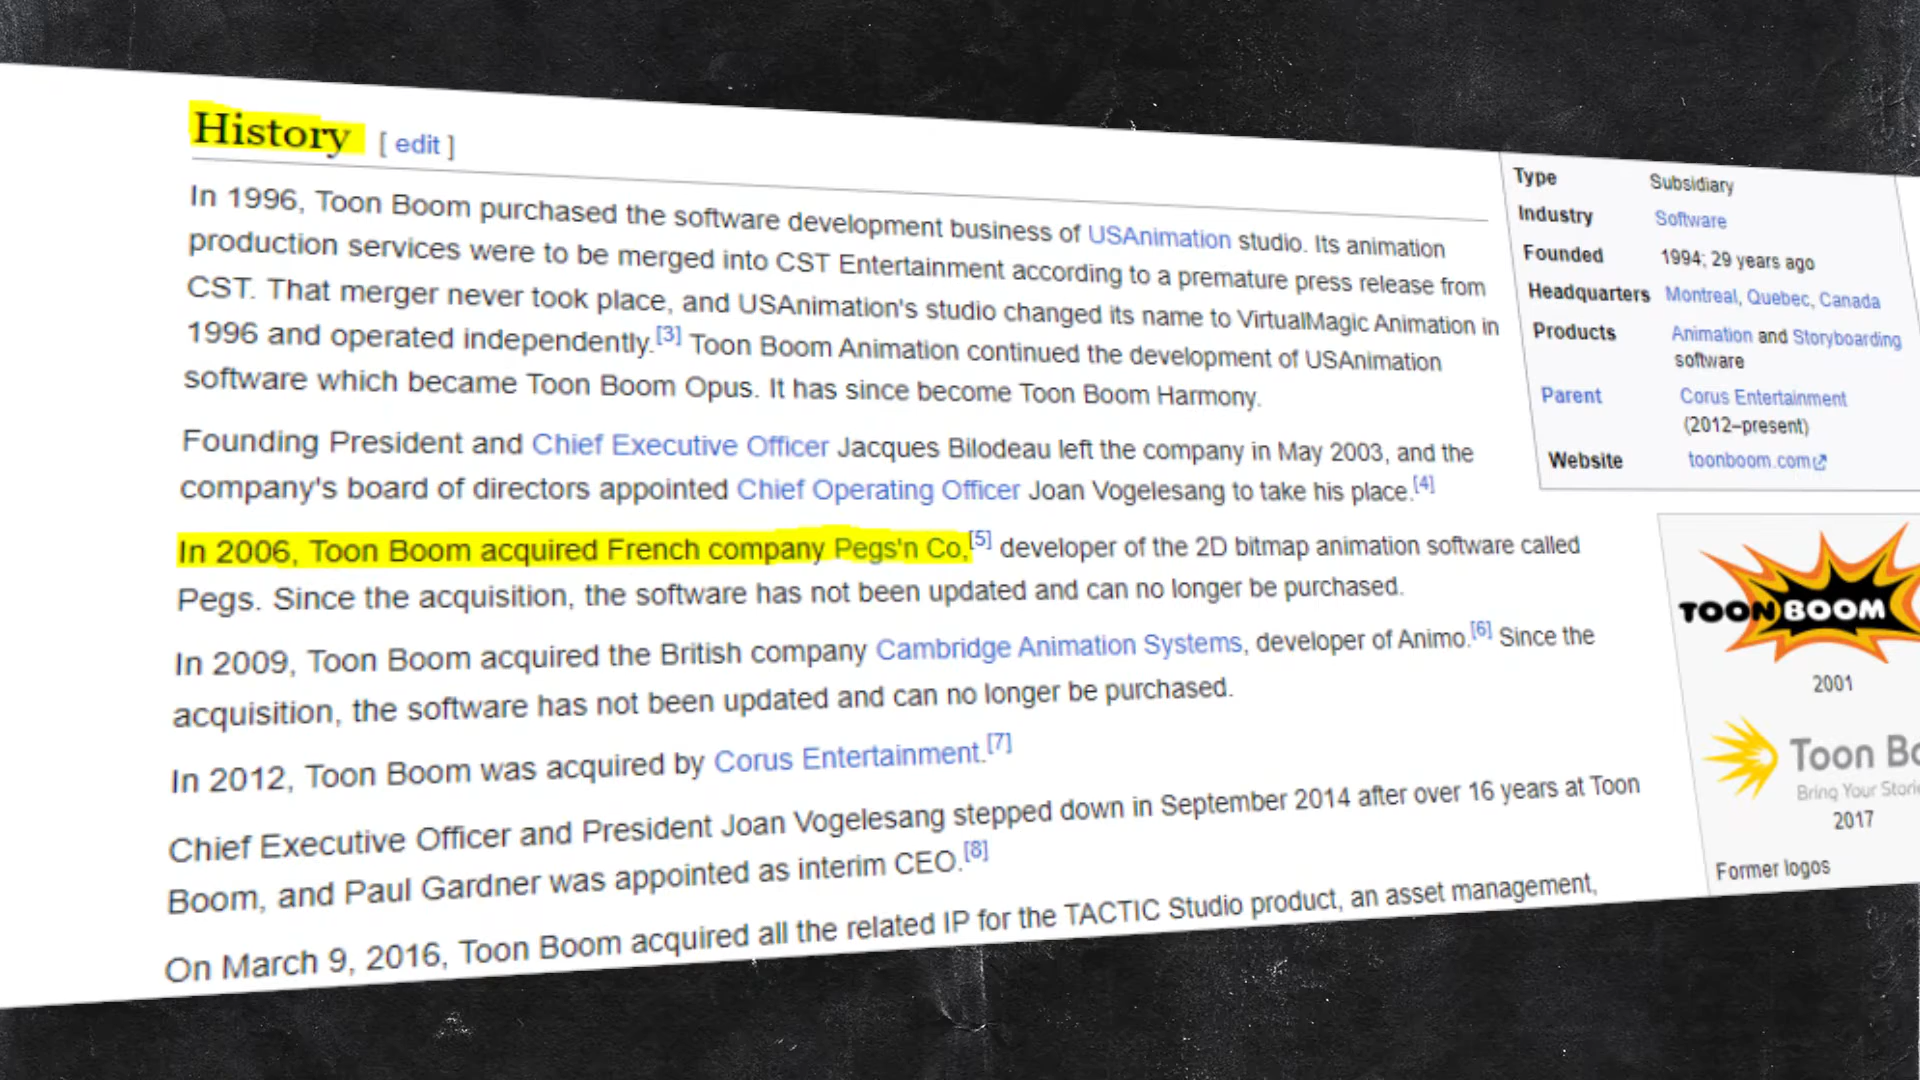 History [ edit ]
In 1996, Toon Boom purchased the software development business of USAnimation studio. Its animation
production services were to be merged into CST Entertainment according to a premature press release from
CST. That merger never took place, and USAnimation's studio changed its name to VirtualMagic Animation in
1996 and operated independently.[3] Toon Boom Animation continued the development of USAnimation
software which became Toon Boom Opus. It has since become Toon Boom Harmony.
Founding President and Chief Executive Officer Jacques Bilodeau left the company in May 2003, and the
company's board of directors appointed Chief Operating Officer Joan Vogelesang to take his place.[4]
In 2006, Toon Boom acquired French company Pegs'n Co,[5] developer of the 2D bitmap animation software called
Pegs. Since the acquisition, the software has not been updated and can no longer be purchased.
In 2009, Toon Boom acquired the British company Cambridge Animation Systems, developer of Animo.[6] Since the
acquisition, the software has not been updated and can no longer be purchased.
In 2012, Toon Boom was acquired by Corus Entertainment.[7]
Chief Executive Officer and President Joan Vogelesang stepped down in September 2014 after over 16 years at Toon
Boom, and Paul Gardner was appointed as interim CEO.[8]
On March 9, 2016, Toon Boom acquired all the related IP for the TACTIC Studio product, an asset management,
Type Subsidiary
Industry Software
Founded 1994; 29 years ago
Headquarters Montreal, Quebec, Canada
Products Animation and Storyboarding
software
Parent Corus Entertainment
(2012–present)
Website toonboom.com
TOON BOOM
2001
Toon
Bring Your
2017
Former logos